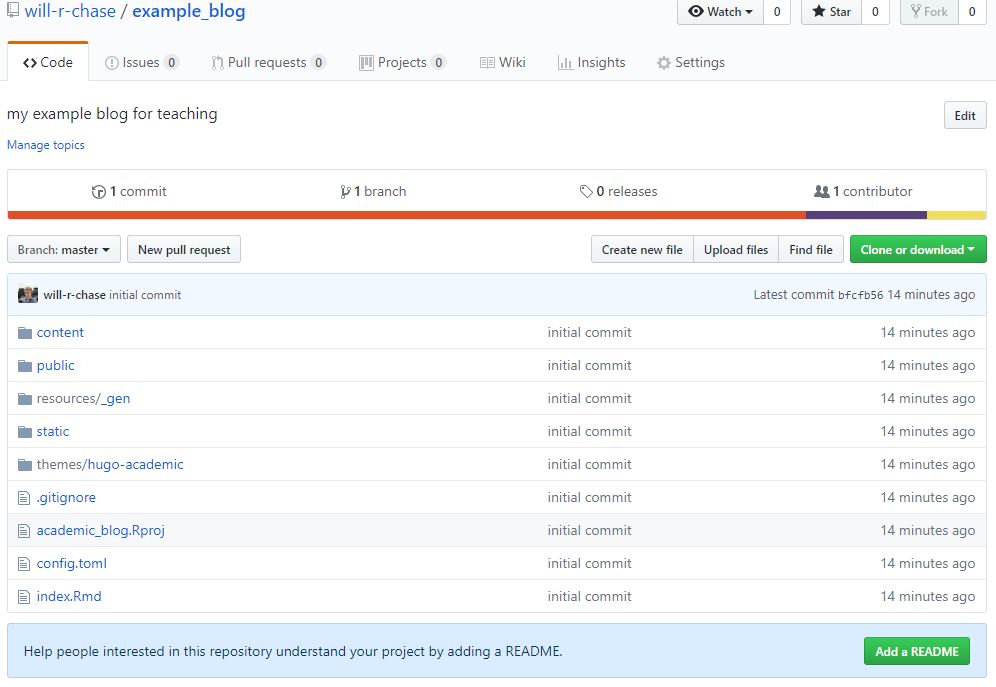 will-r-chase / example_blog Watch 0 Star 0 Fork 0
Code Issues 0 Pull requests 0 Projects 0 Wiki Insights Settings
my example blog for teaching Edit
Manage topics
1 commit 1 branch 0 releases 1 contributor
Branch: master New pull request Create new file Upload files Find file Clone or download
will-r-chase initial commit Latest commit bfcfb56 14 minutes ago
content initial commit 14 minutes ago
public initial commit 14 minutes ago
resources/_gen initial commit 14 minutes ago
static initial commit 14 minutes ago
themes/hugo-academic initial commit 14 minutes ago
.gitignore initial commit 14 minutes ago
academic_blog.Rproj initial commit 14 minutes ago
config.toml initial commit 14 minutes ago
index.Rmd initial commit 14 minutes ago
Help people interested in this repository understand your project by adding a README. Add a README